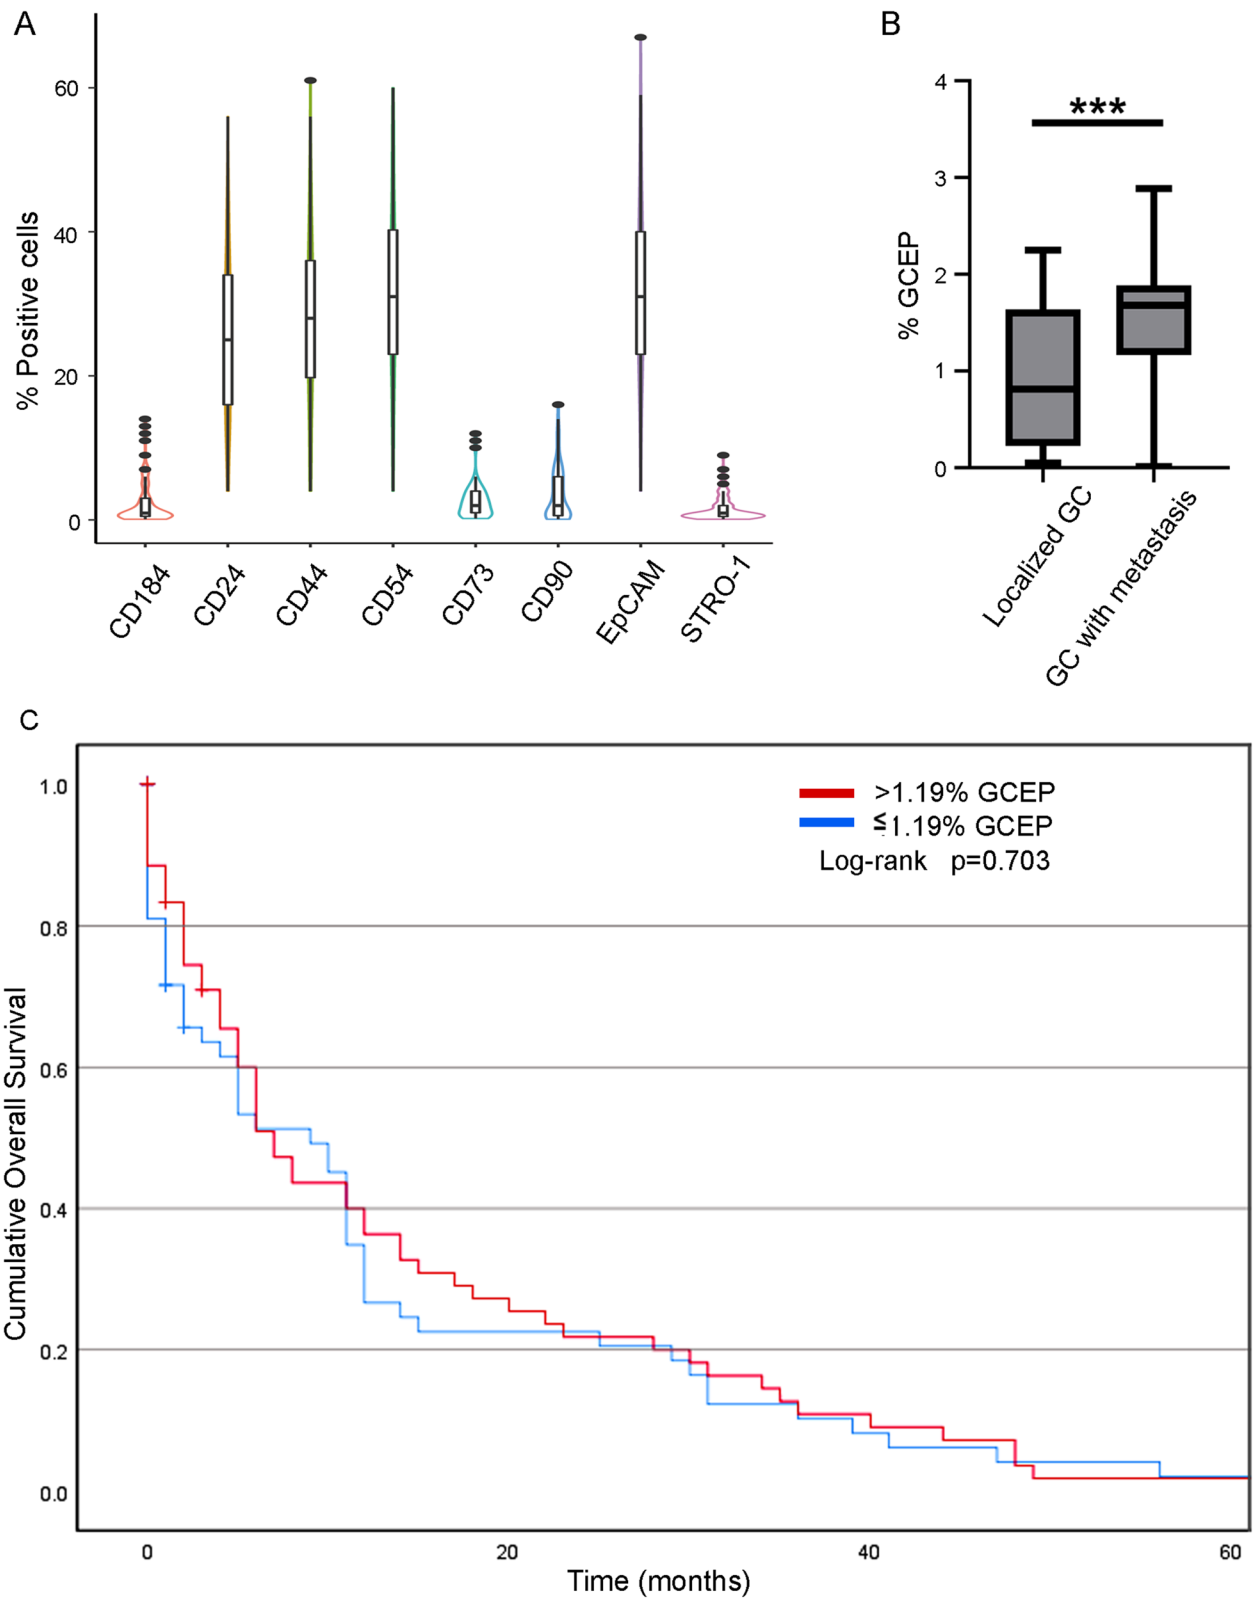 A
% Positive cells
60
40
20
0
CD184
CD24
CD44
CD54
CD73
CD90
EpCAM
STRO-1
B
% GCEP
4
3
2
1
0
***
Localized GC
GC with metastasis
C
Cumulative Overall Survival
1.0
0.8
0.6
0.4
0.2
0.0
>1.19% GCEP
≤1.19% GCEP
Log-rank p=0.703
0
20
40
60
Time (months)